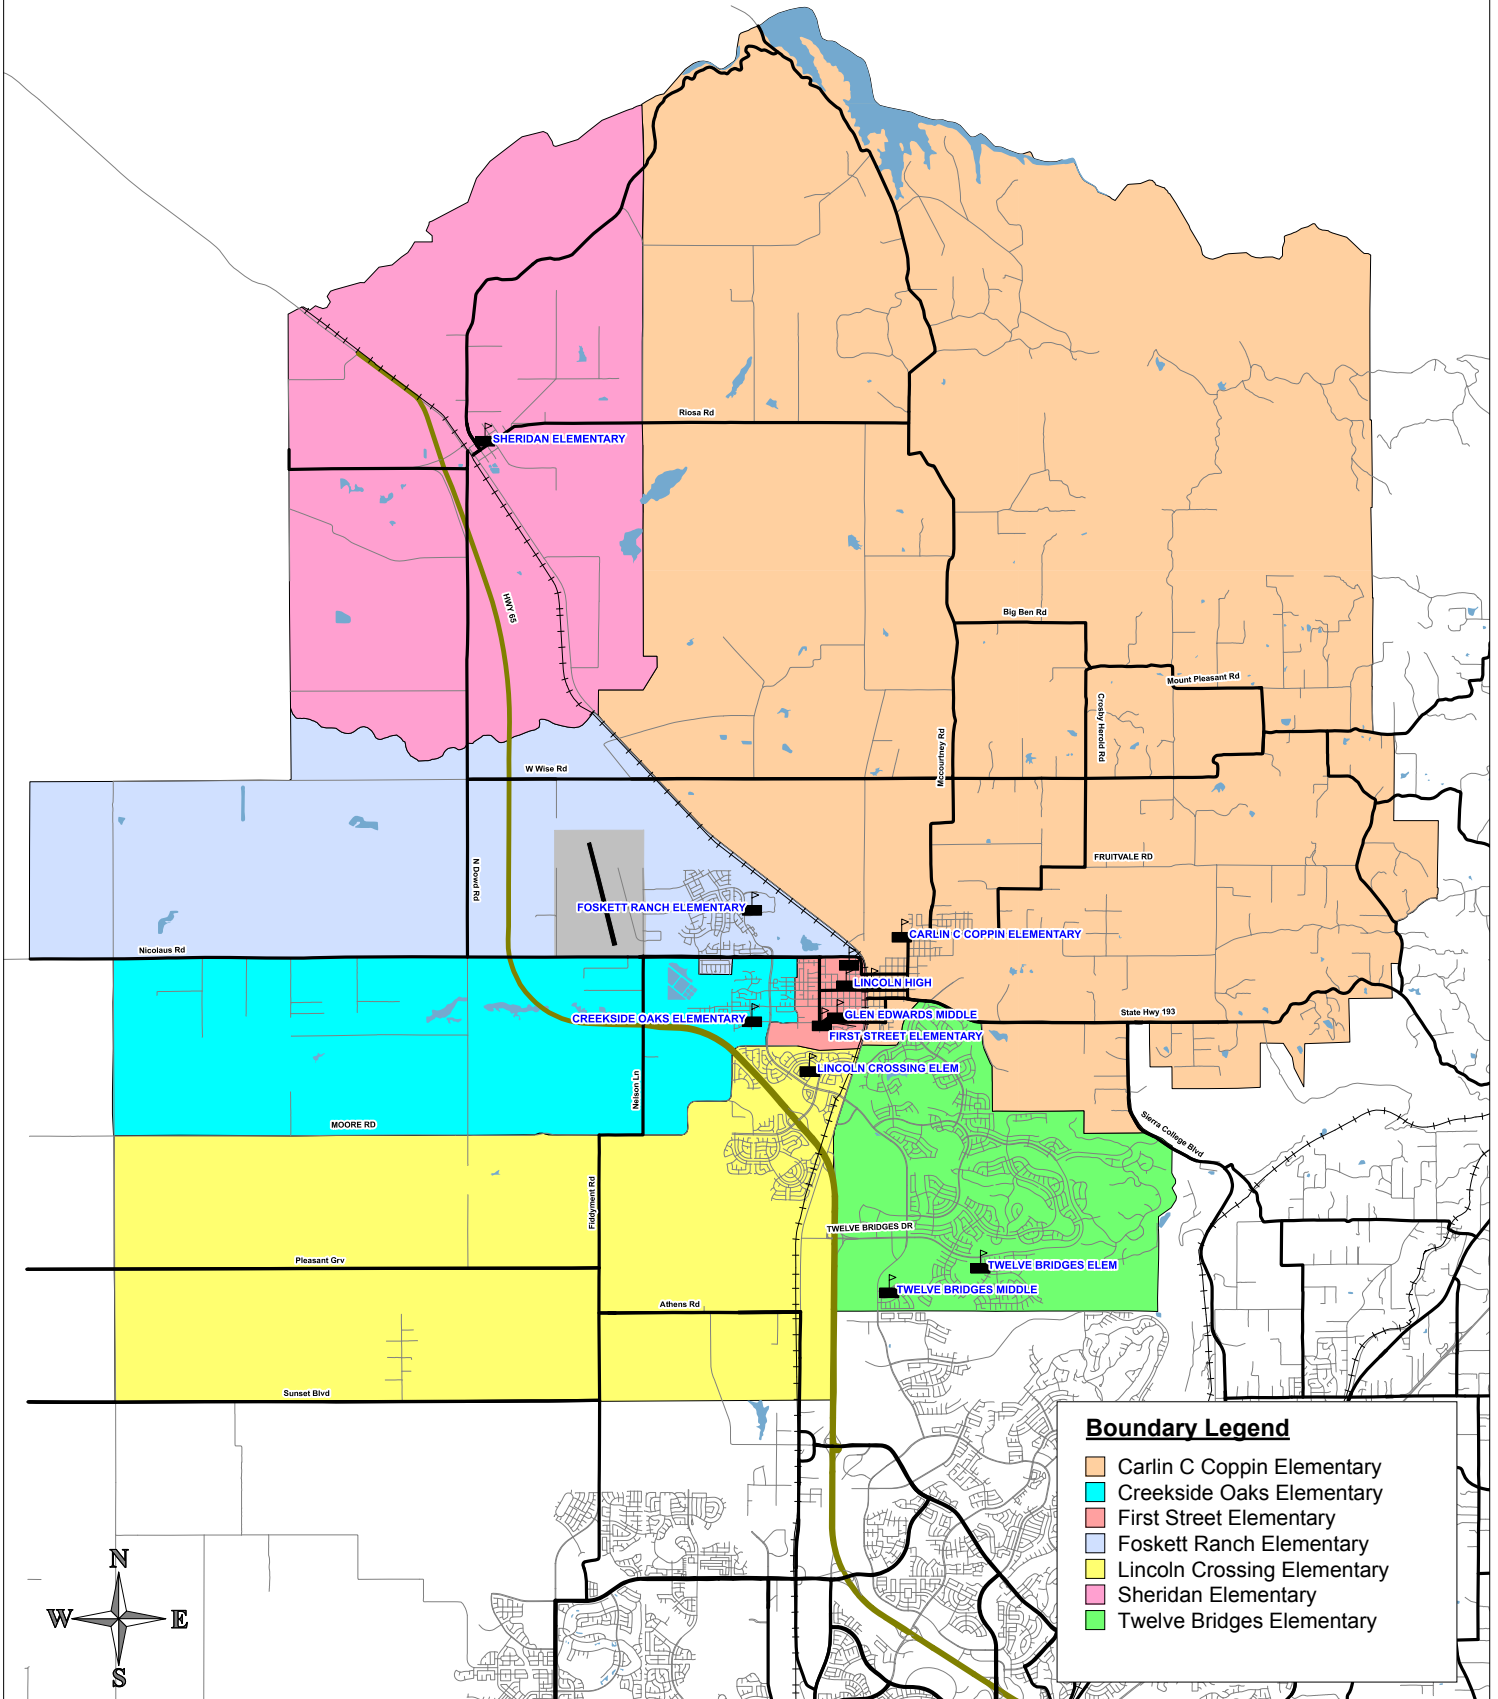 Riosa Rd
SHERIDAN ELEMENTARY
HWY 65
Big Ben Rd
Mount Pleasant Rd
Crosby Herold Rd
Mccourtney Rd
W Wise Rd
N Dowd Rd
FRUITVALE RD
FOSKETT RANCH ELEMENTARY
CARLIN C COPPIN ELEMENTARY
Nicolaus Rd
LINCOLN HIGH
CREEKSIDE OAKS ELEMENTARY
GLEN EDWARDS MIDDLE
State Hwy 193
FIRST STREET ELEMENTARY
LINCOLN CROSSING ELEM
Nelson Ln
MOORE RD
Sierra College Blvd
Fiddyment Rd
TWELVE BRIDGES DR
Pleasant Grv
TWELVE BRIDGES ELEM
TWELVE BRIDGES MIDDLE
Athens Rd
Sunset Blvd
Boundary Legend
Carlin C Coppin Elementary
Creekside Oaks Elementary
First Street Elementary
Foskett Ranch Elementary
Lincoln Crossing Elementary
Sheridan Elementary
Twelve Bridges Elementary
N
W E
S